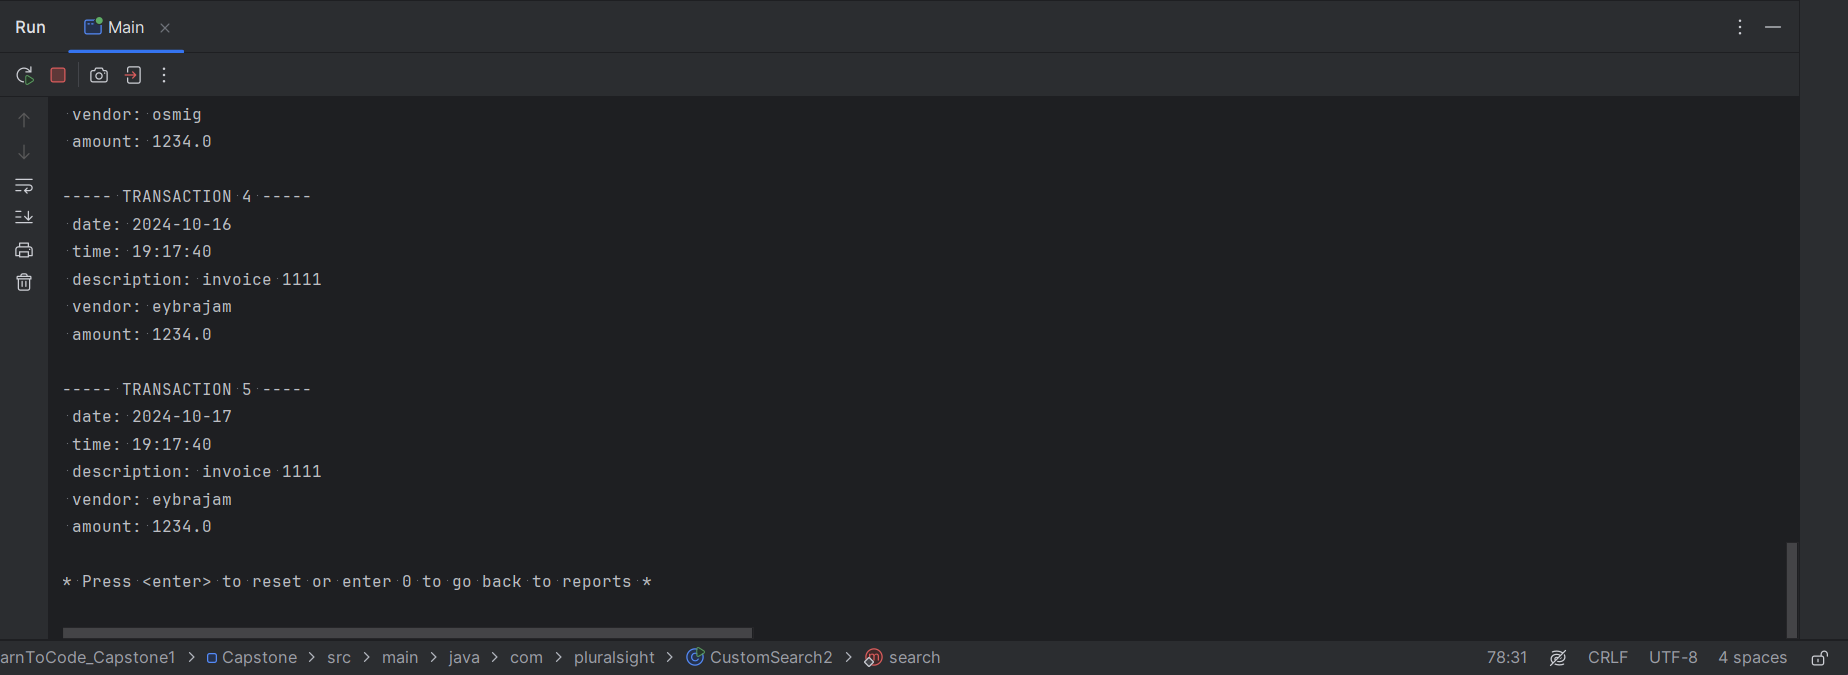 Run Main
vendor: osmig
amount: 1234.0
----- TRANSACTION 4 -----
date: 2024-10-16
time: 19:17:40
description: invoice 1111
vendor: eybrajam
amount: 1234.0
----- TRANSACTION 5 -----
date: 2024-10-17
time: 19:17:40
description: invoice 1111
vendor: eybrajam
amount: 1234.0
* Press <enter> to reset or enter 0 to go back to reports *
arnToCode_Capstone1 > Capstone > src > main > java > com > pluralsight > CustomSearch2 > search 78:31 CRLF UTF-8 4 spaces